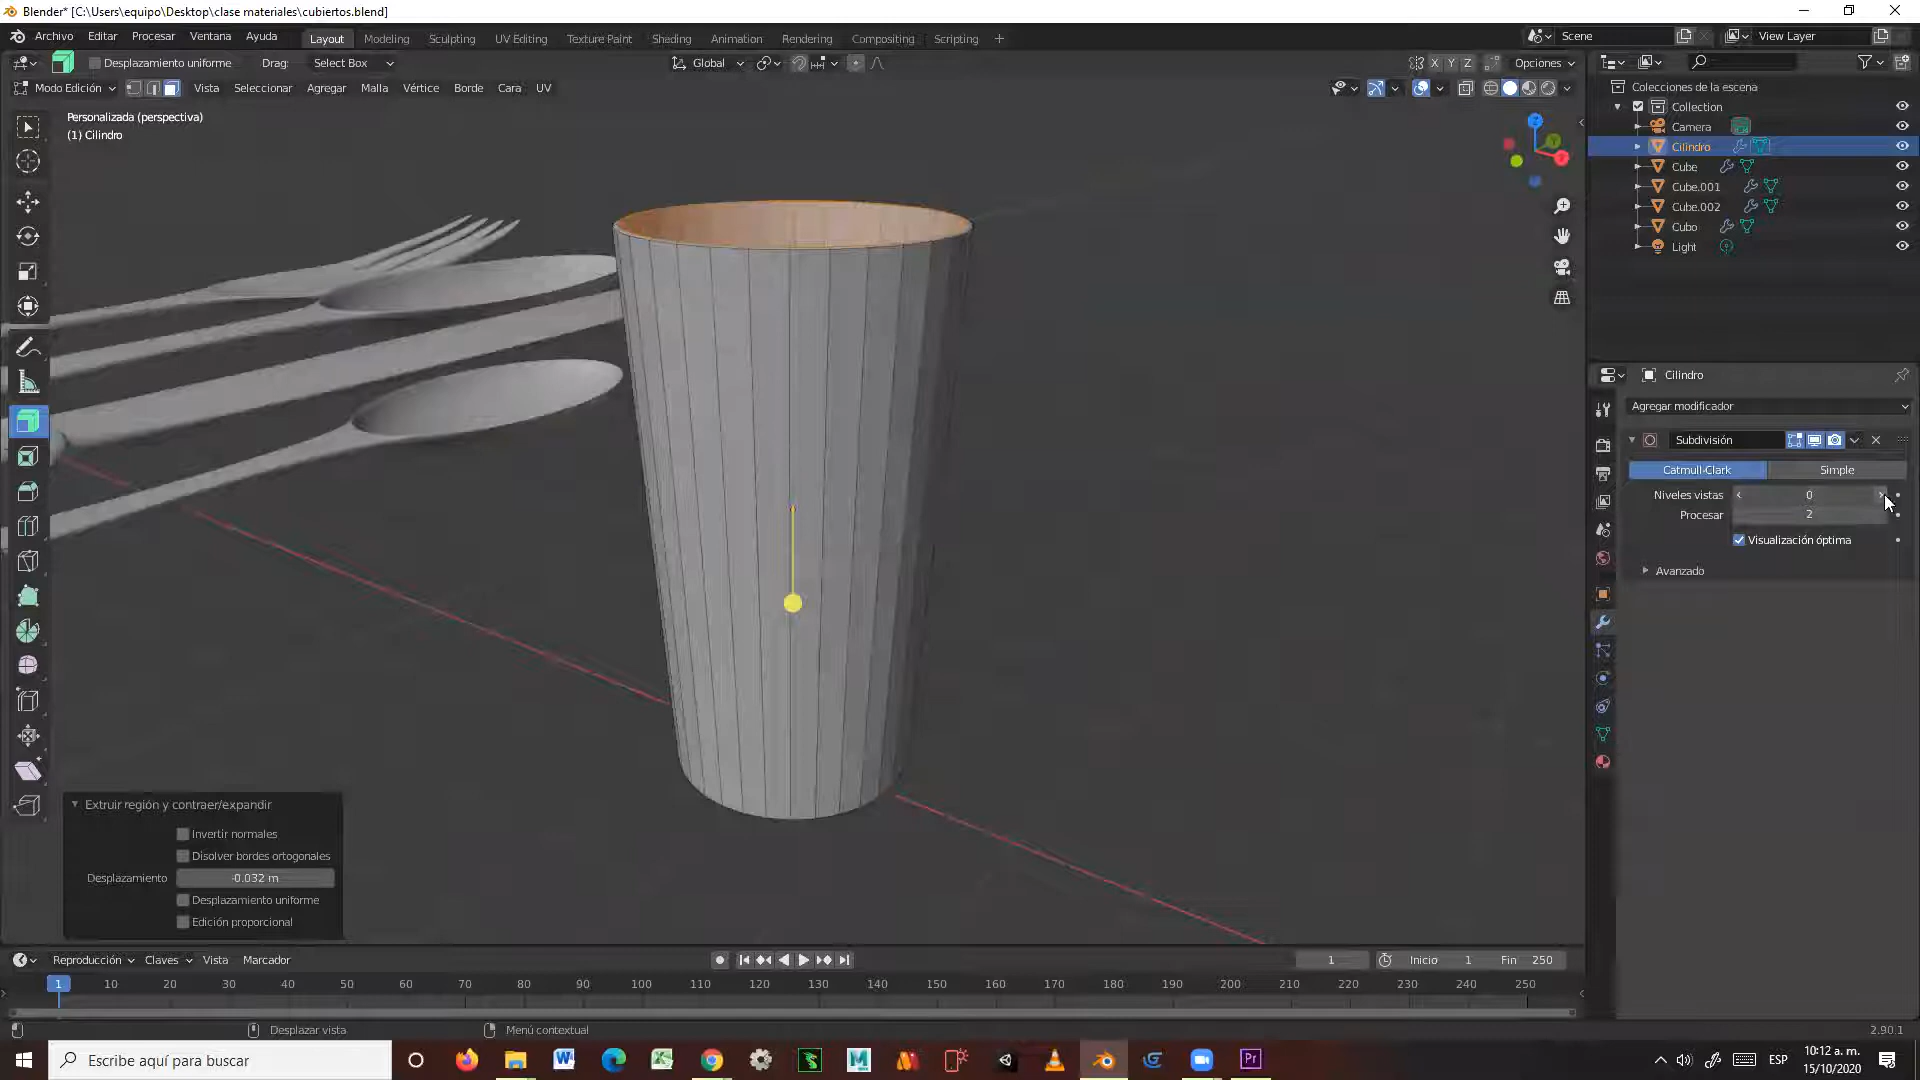 Blender* [C:\Users\equipo\Desktop\clase materiales\cubiertos.blend]
Archivo Editar Procesar Ventana Ayuda Layout Modeling Sculpting UV Editing Texture Paint Shading Animation Rendering Compositing Scripting + Scene View Layer
Desplazamiento uniforme Drag: Select Box Global X Y Z Opciones
Modo Edición Vista Seleccionar Agregar Malla Vértice Borde Cara UV
Personalizada (perspectiva)
(1) Cilindro
Colecciones de la escena
Collection
Camera
Cilindro
Cube
Cube.001
Cube.002
Cubo
Light
Cilindro
Agregar modificador
Subdivisión
Catmull-Clark Simple
Niveles vistas 0
Procesar 2
Visualización óptima
Avanzado
Extruir región y contraer/expandir
Invertir normales
Disolver bordes ortogonales
Desplazamiento -0.032 m
Desplazamiento uniforme
Edición proporcional
Reproducción Claves Vista Marcador 1 Inicio 1 Fin 250
1 10 20 30 40 50 60 70 80 90 100 110 120 130 140 150 160 170 180 190 200 210 220 230 240 250
Desplazar vista Menú contextual 2.90.1
Escribe aquí para buscar
ESP
10:12 a. m.
15/10/2020